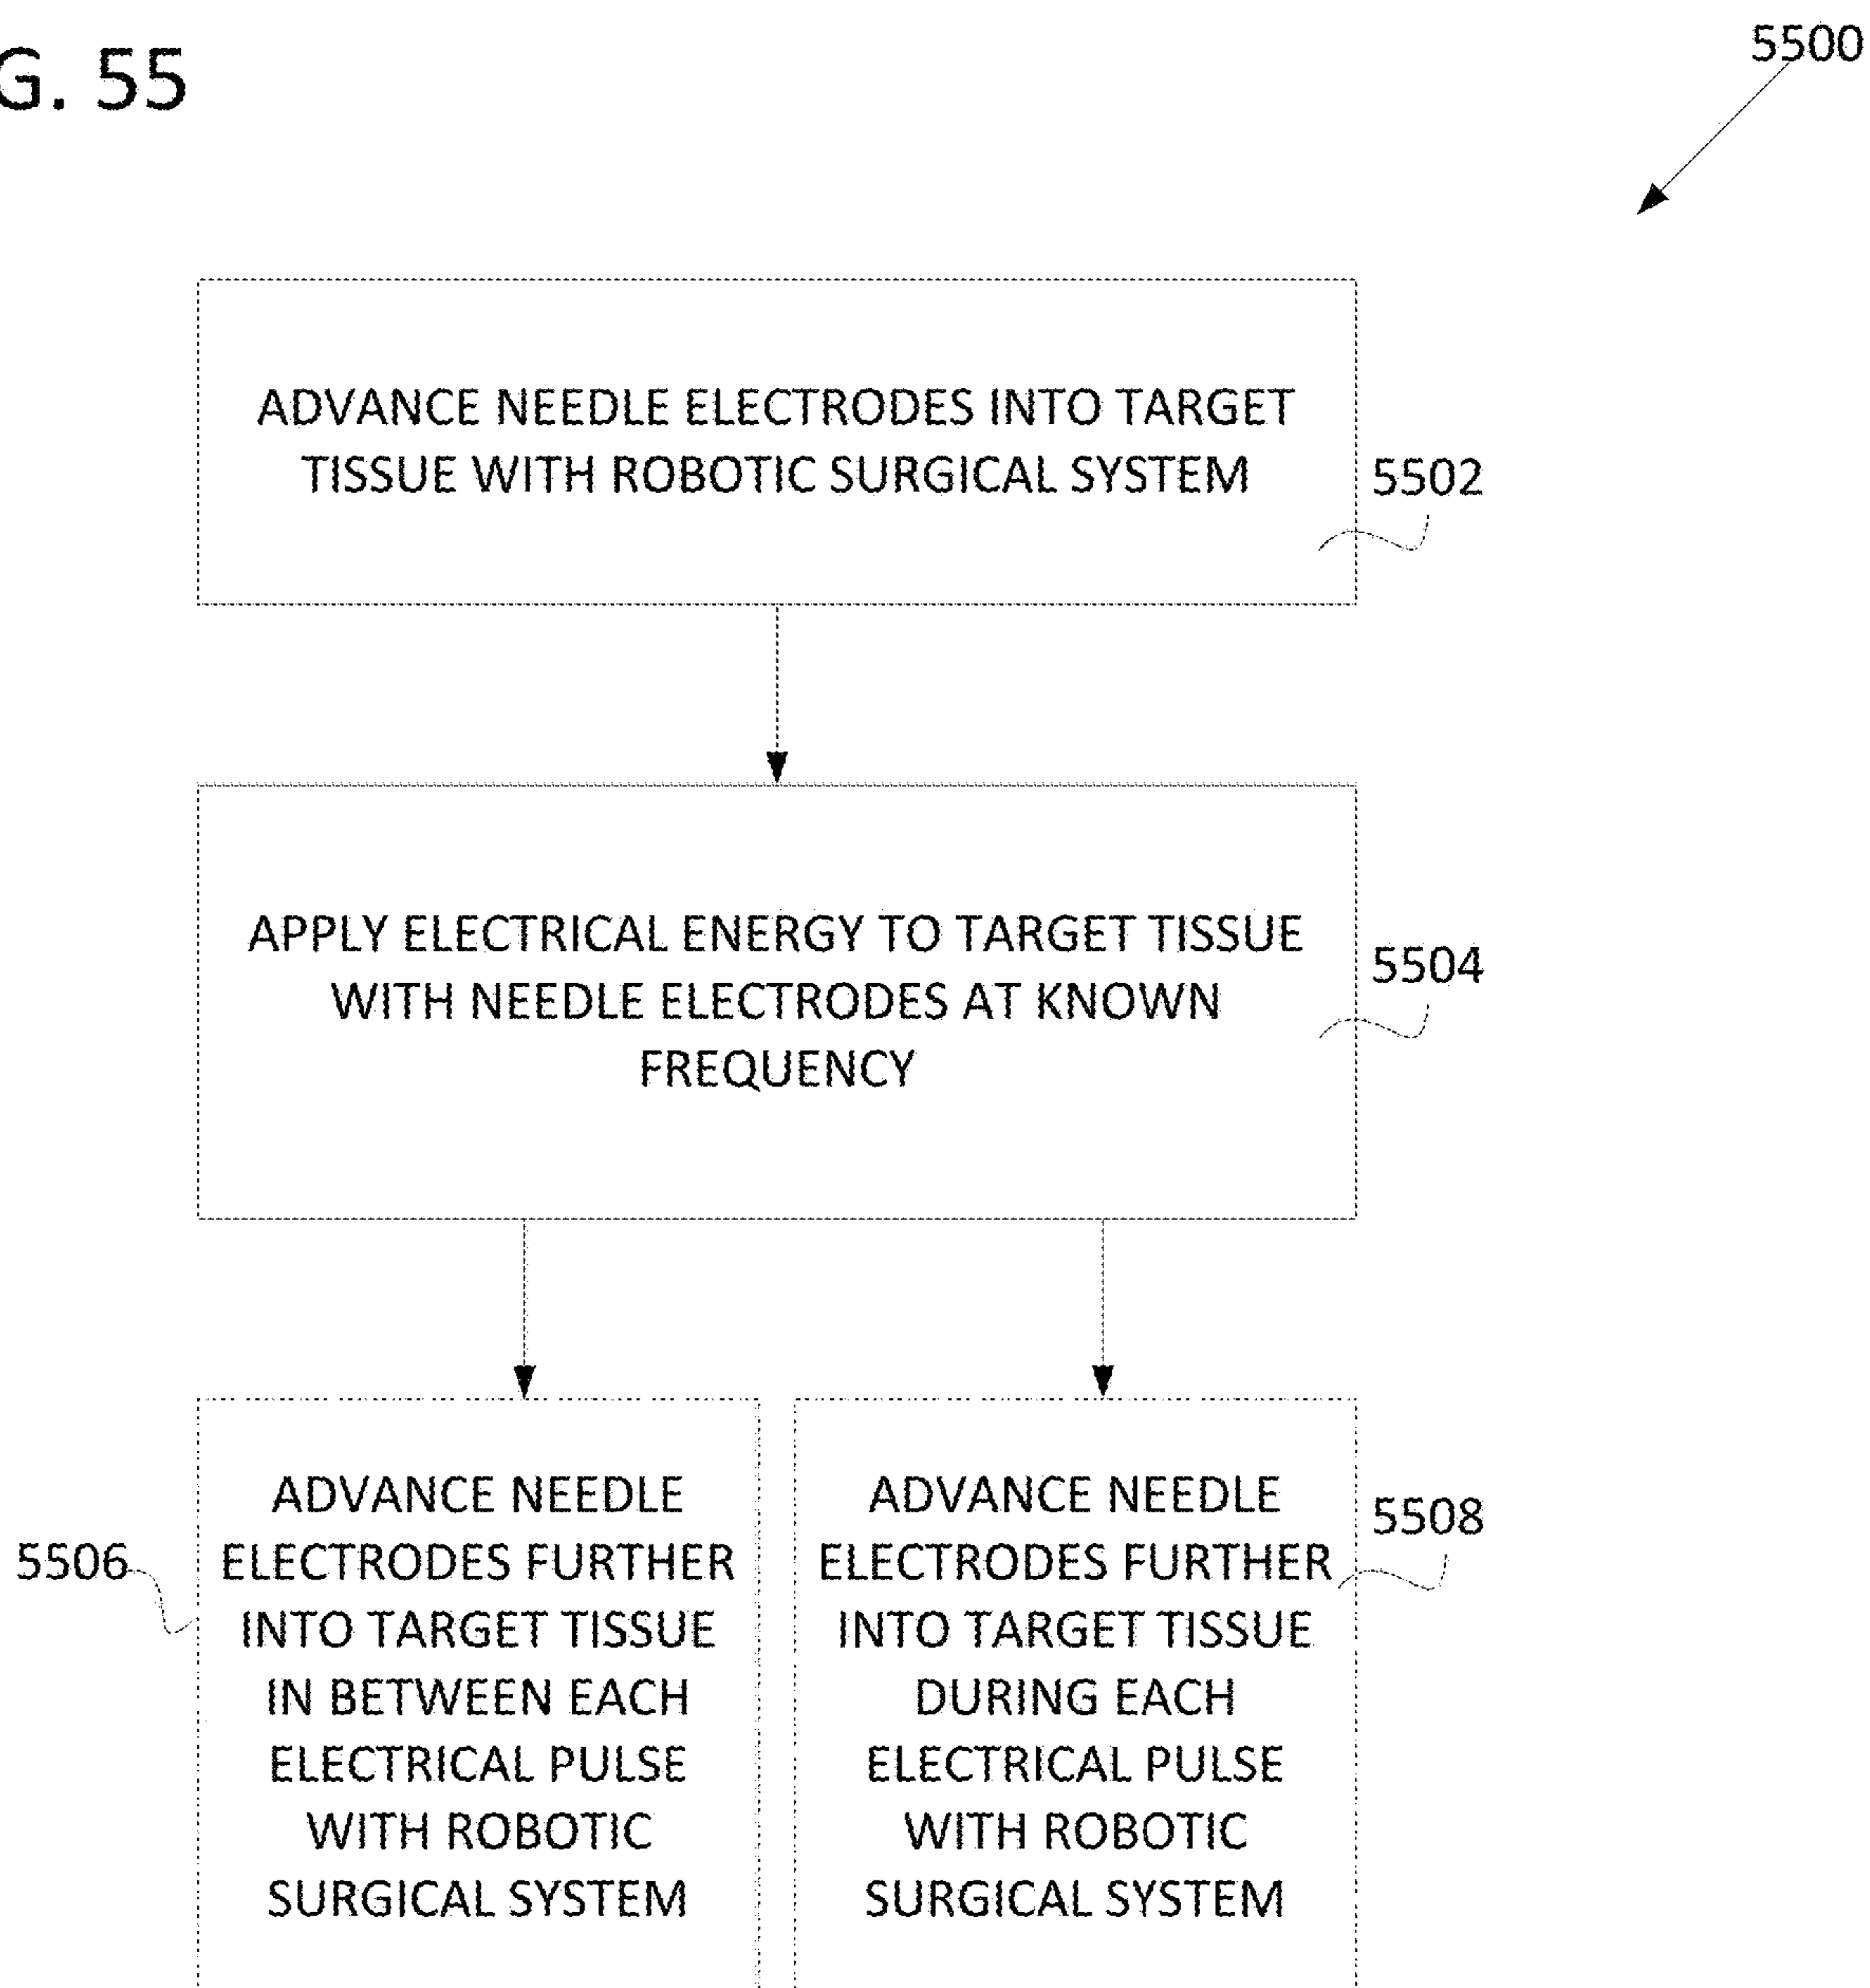 G. 55
5500
ADVANCE NEEDLE ELECTRODES INTO TARGET
TISSUE WITH ROBOTIC SURGICAL SYSTEM
5502
APPLY ELECTRICAL ENERGY TO TARGET TISSUE
WITH NEEDLE ELECTRODES AT KNOWN
FREQUENCY
5504
5506
ADVANCE NEEDLE
ELECTRODES FURTHER
INTO TARGET TISSUE
IN BETWEEN EACH
ELECTRICAL PULSE
WITH ROBOTIC
SURGICAL SYSTEM
ADVANCE NEEDLE
ELECTRODES FURTHER
INTO TARGET TISSUE
DURING EACH
ELECTRICAL PULSE
WITH ROBOTIC
SURGICAL SYSTEM
5508